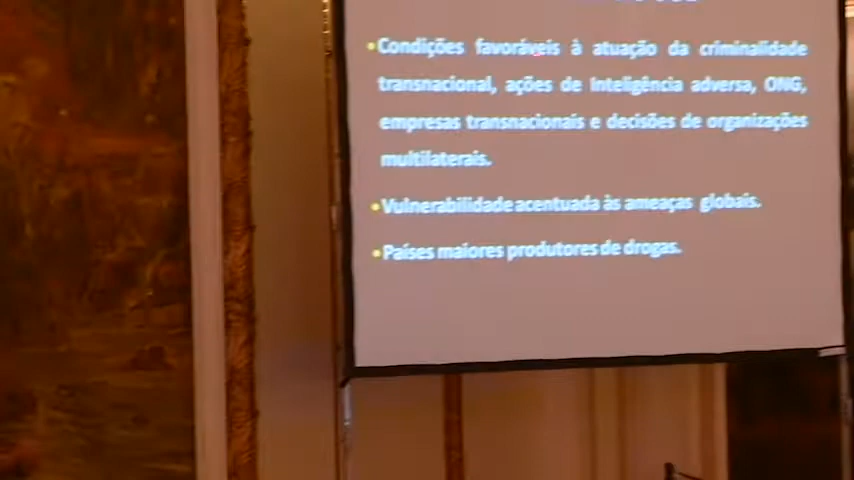 •Condições favoráveis à atuação da criminalidade
transnacional, ações de Inteligência adversa, ONG,
empresas transnacionais e decisões de organizações
multilaterais.
•Vulnerabilidade acentuada às ameaças globais.
•Países maiores produtores de drogas.